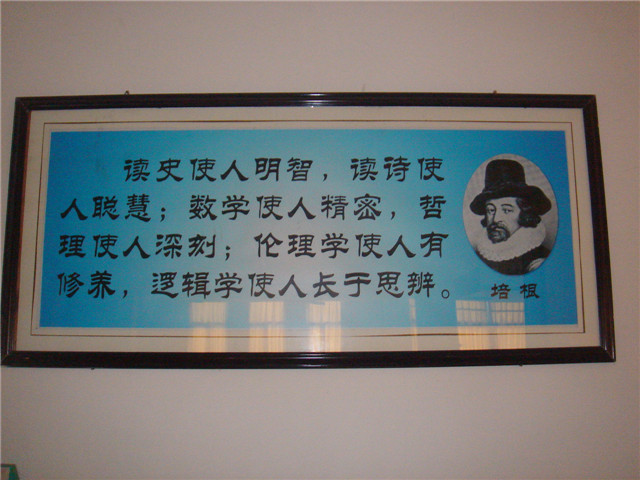 读史使人明智，读诗使
人聪慧；数学使人精密，哲
理使人深刻；伦理学使人有
修养，逻辑学使人长于思辨。
培根